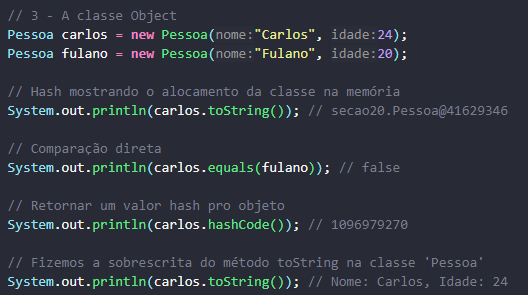 // 3 - A classe Object
Pessoa carlos = new Pessoa(nome:"Carlos", idade:24);
Pessoa fulano = new Pessoa(nome:"Fulano", idade:20);
// Hash mostrando o alocamento da classe na memória
System.out.println(carlos.toString()); // secao20.Pessoa@41629346
// Comparação direta
System.out.println(carlos.equals(fulano)); // false
// Retornar um valor hash pro objeto
System.out.println(carlos.hashCode()); // 1096979270
// Fizemos a sobrescrita do método toString na classe 'Pessoa'
System.out.println(carlos.toString()); // Nome: Carlos, Idade: 24